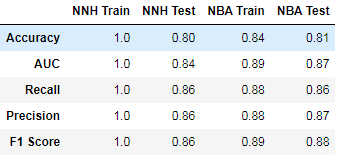 NNH Train NNH Test NBA Train NBA Test
Accuracy 1.0 0.80 0.84 0.81
AUC 1.0 0.84 0.89 0.87
Recall 1.0 0.86 0.88 0.86
Precision 1.0 0.86 0.88 0.87
F1 Score 1.0 0.86 0.89 0.88